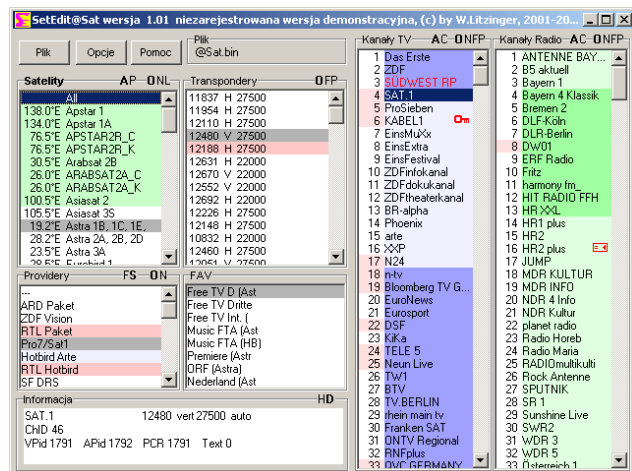 SetEdit@Sat wersja 1.01 niezarejestrowana wersja demonstracyjna, (c) by W.Litzinger, 2001-20...
Plik
Opcje
Pomoc
Plik
@Sat.bin
Satelity A P O N L
All
138.0°E Apstar 1
134.0°E Apstar 1A
76.5°E APSTAR2R_C
76.5°E APSTAR2R_K
30.5°E Arabsat 2B
26.0°E ARABSAT2A_C
26.0°E ARABSAT2A_K
100.5°E Asiasat 2
105.5°E Asiasat 3S
19.2°E Astra 1B, 1C, 1E,
28.2°E Astra 2A, 2B, 2D
23.5°E Astra 3A
28.5°E Eurobird 1
Transpondery O F P
11837 H 27500
11954 H 27500
12110 H 27500
12480 V 27500
12188 H 27500
12631 H 22000
12670 V 22000
12552 V 22000
12692 H 22000
12226 H 27500
12148 H 27500
10832 H 22000
12460 H 27500
12051 V 27500
Providery F S O N
---
ARD Paket
ZDF Vision
RTL Paket
Pro7/Sat1
Hotbird Arte
RTL Hotbird
SF DRS
FAV
Free TV D (Ast
Free TV Dritte
Free TV Int. (
Music FTA (Ast
Music FTA (HB)
Premiere (Astr
ORF (Astra)
Nederland (Ast
Informacja H D
SAT.1 12480 vert 27500 auto
ChID 46
VPid 1791 APid 1792 PCR 1791 Text 0
Kanały TV A C O N F P
1 Das Erste
2 ZDF
3 SÜDWEST RP
4 SAT.1
5 ProSieben
6 KABEL1
7 EinsMuXx
8 EinsExtra
9 EinsFestival
10 ZDFinfokanal
11 ZDFdokukanal
12 ZDFtheaterkanal
13 BR-alpha
14 Phoenix
15 arte
16 XXP
17 N24
18 n-tv
19 Bloomberg TV G...
20 EuroNews
21 Eurosport
22 DSF
23 KiKa
24 TELE 5
25 Neun Live
26 TW1
27 BTV
28 TV.BERLIN
29 rhein main tv
30 Franken SAT
31 ONTV Regional
32 RNFplus
33 QVC GERMANY
Kanały Radio A C O N F P
1 ANTENNE BAY...
2 B5 aktuell
3 Bayern 1
4 Bayern 4 Klassik
5 Bremen 2
6 DLF-Köln
7 DLR-Berlin
8 DW01
9 ERF Radio
10 Fritz
11 harmony fm_
12 HIT RADIO FFH
13 HR XXL
14 HR1 plus
15 HR2
16 HR2 plus
17 JUMP
18 MDR KULTUR
19 MDR INFO
20 NDR 4 Info
21 NDR Kultur
22 planet radio
23 Radio Horeb
24 Radio Maria
25 RADIOmultikulti
26 Rock Antenne
27 SPUTNIK
28 SR 1
29 Sunshine Live
30 SWR2
31 WDR 3
32 WDR 5
33 Österreich 1